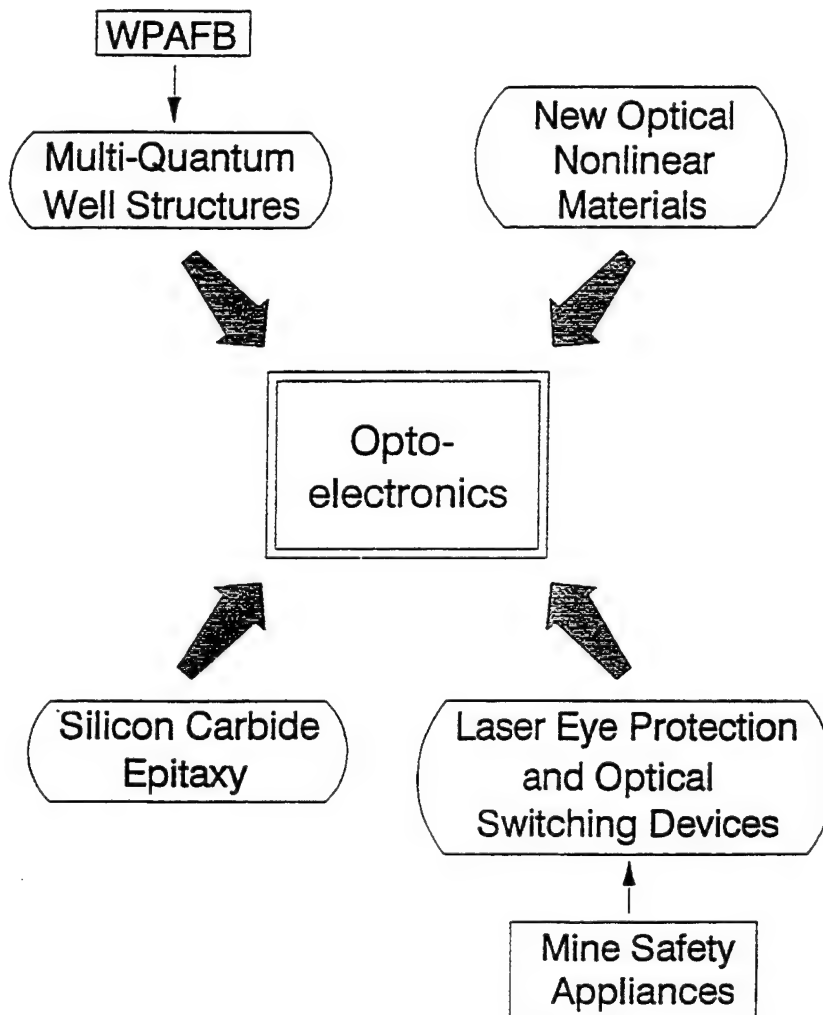 WPAFB
Multi-Quantum
Well Structures
New Optical
Nonlinear
Materials
Opto-
electronics
Silicon Carbide
Epitaxy
Laser Eye Protection
and Optical
Switching Devices
Mine Safety
Appliances